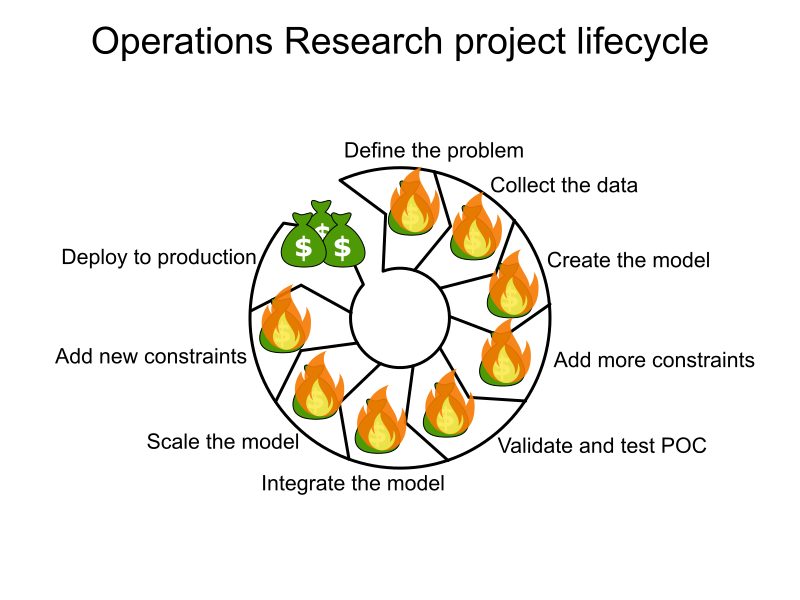 Operations Research project lifecycle
Define the problem
Collect the data
Create the model
Add more constraints
Validate and test POC
Integrate the model
Scale the model
Add new constraints
Deploy to production
$
$
$